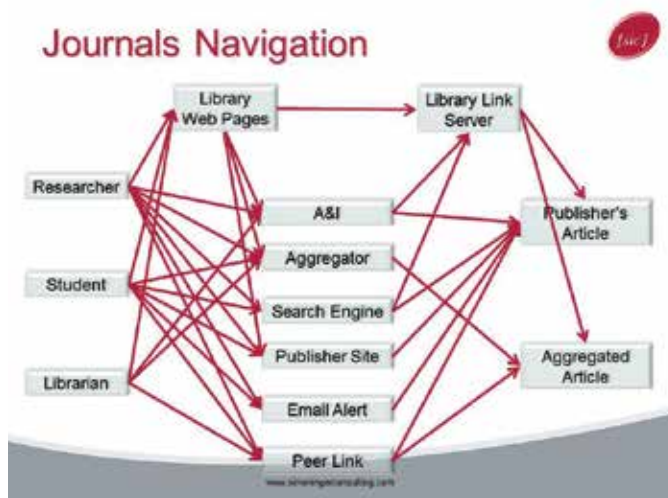 Journals Navigation
[sic]
Library
Web Pages
Library Link
Server
Researcher
A&I
Publisher's
Article
Aggregator
Student
Search Engine
Publisher Site
Aggregated
Article
Librarian
Email Alert
Peer Link